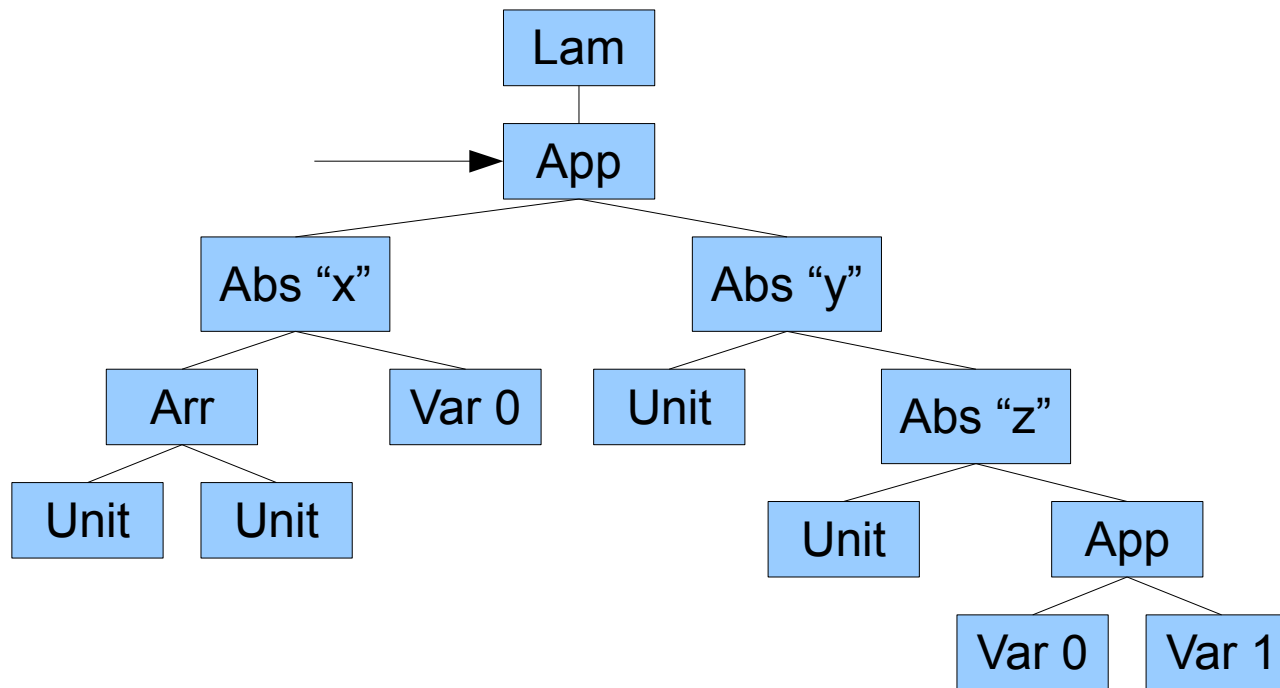 Lam
App
Abs “x”
Abs “y”
Arr
Var 0
Unit
Abs “z”
Unit
Unit
Unit
App
Var 0
Var 1